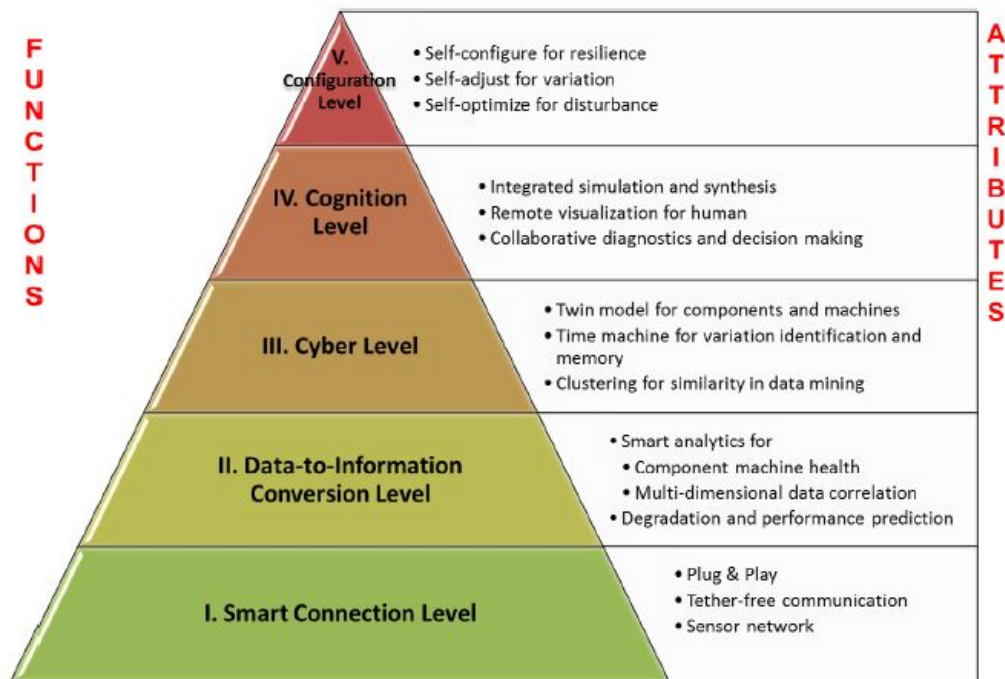 FUNCTIONS
ATTRIBUTES
V.
Configuration
Level
• Self-configure for resilience
• Self-adjust for variation
• Self-optimize for disturbance
IV. Cognition
Level
• Integrated simulation and synthesis
• Remote visualization for human
• Collaborative diagnostics and decision making
III. Cyber Level
• Twin model for components and machines
• Time machine for variation identification and
memory
• Clustering for similarity in data mining
II. Data-to-Information
Conversion Level
• Smart analytics for
• Component machine health
• Multi-dimensional data correlation
• Degradation and performance prediction
I. Smart Connection Level
• Plug & Play
• Tether-free communication
• Sensor network